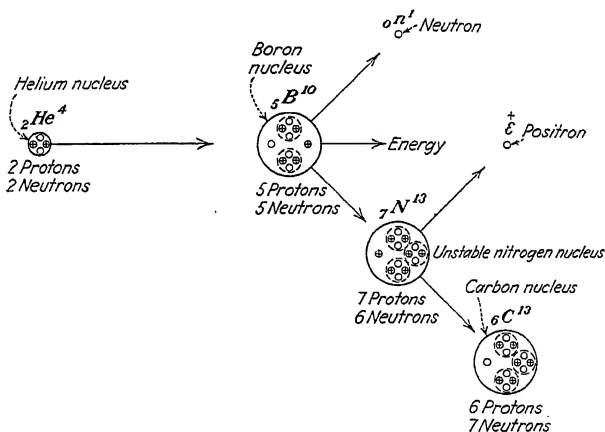 ₀n¹
Neutron
Boron
nucleus
Helium nucleus
₂He⁴
₅B¹⁰
+
ε
Positron
Energy
2 Protons
2 Neutrons
5 Protons
5 Neutrons
₇N¹³
Unstable nitrogen nucleus
Carbon nucleus
7 Protons
6 Neutrons
₆C¹³
6 Protons
7 Neutrons